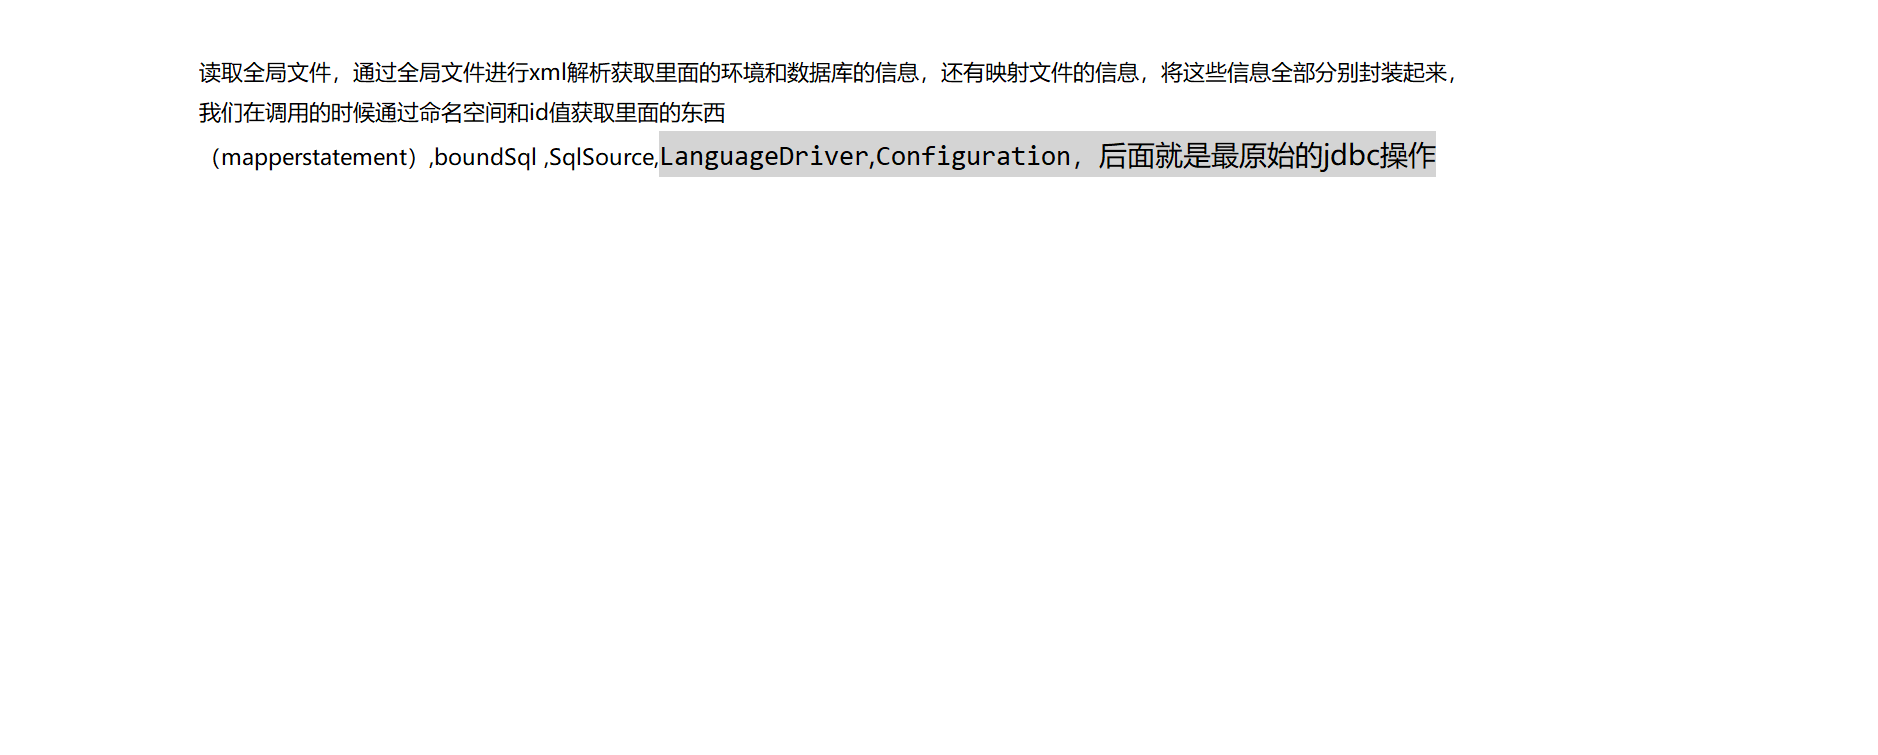 读取全局文件，通过全局文件进行xml解析获取里面的环境和数据库的信息，还有映射文件的信息，将这些信息全部分别封装起来，
我们在调用的时候通过命名空间和id值获取里面的东西
（mapperstatement）,boundSql ,SqlSource,LanguageDriver,Configuration，后面就是最原始的jdbc操作